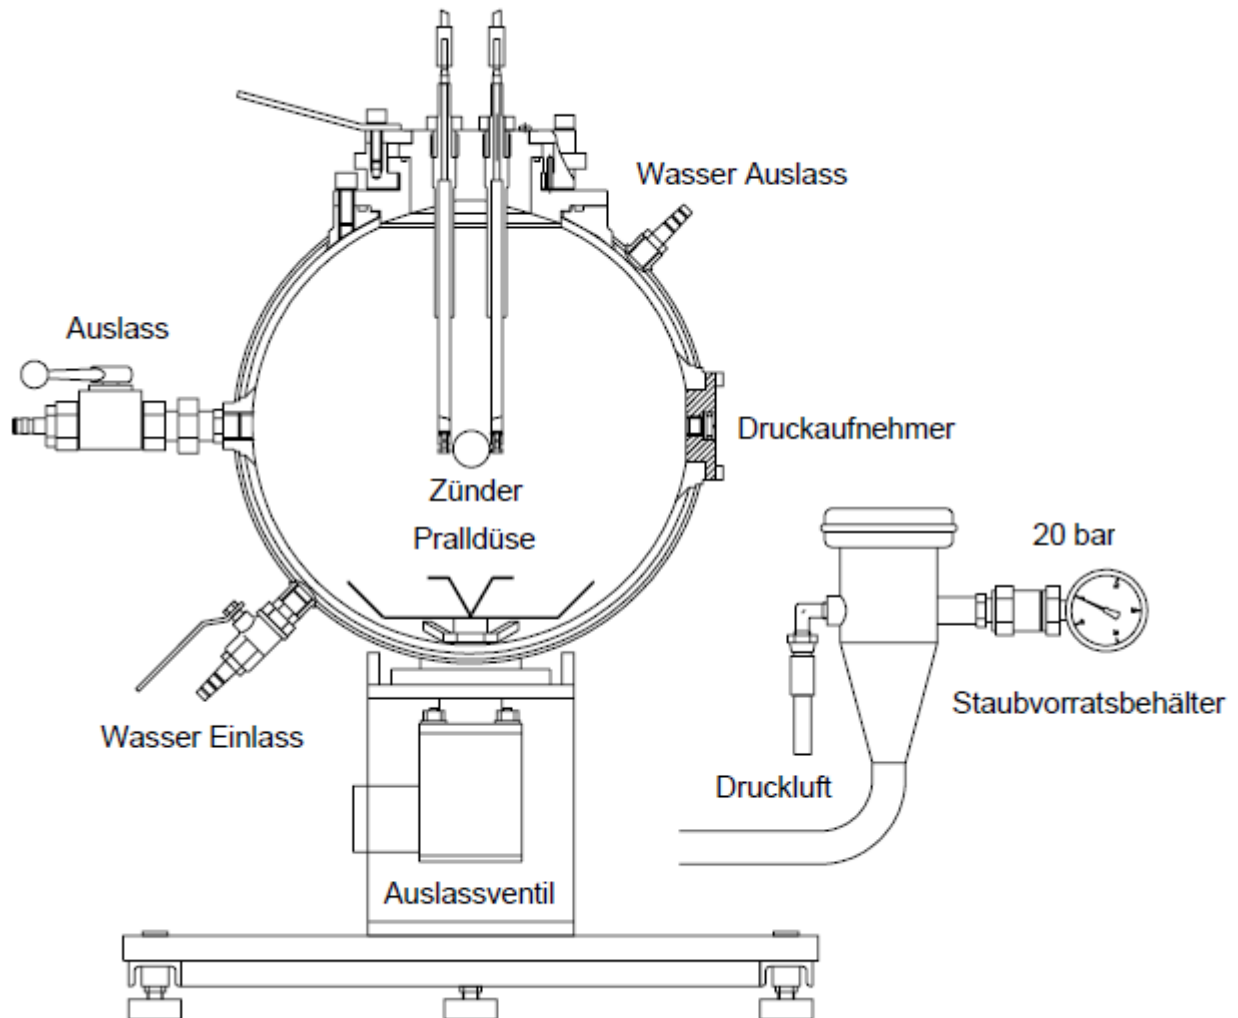 Wasser Auslass
Auslass
Druckaufnehmer
Zünder
Pralldüse
20 bar
Staubvorratsbehälter
Wasser Einlass
Druckluft
Auslassventil